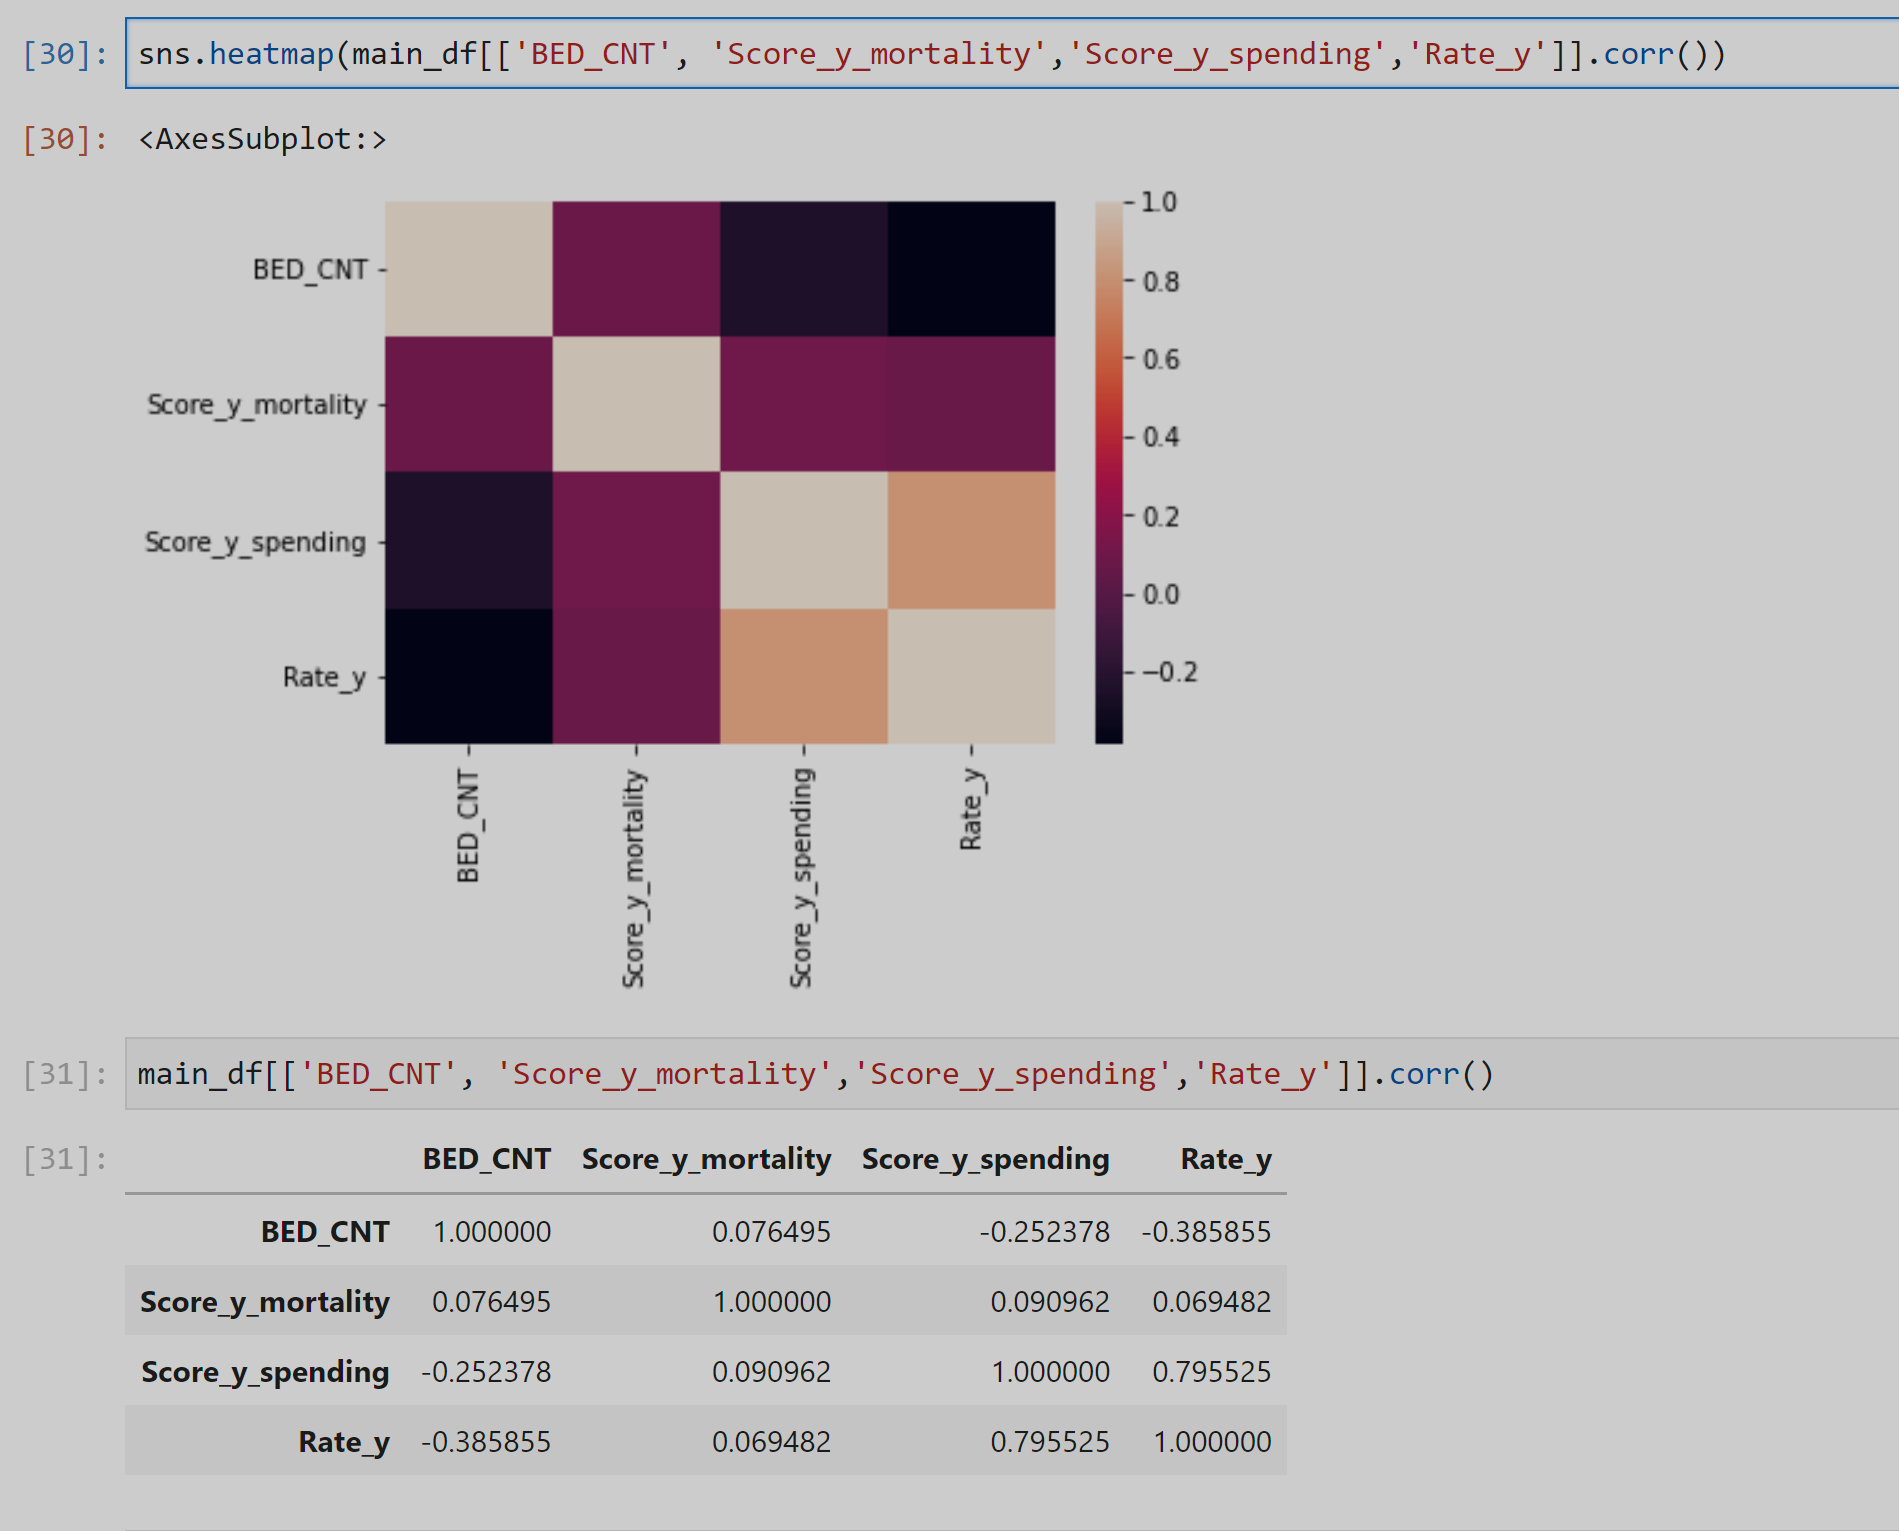 [30]: sns.heatmap(main_df[['BED_CNT', 'Score_y_mortality','Score_y_spending','Rate_y']].corr())
[30]: <AxesSubplot:>
BED_CNT
Score_y_mortality
Score_y_spending
Rate_y
BED_CNT
Score_y_mortality
Score_y_spending
Rate_y
1.0
0.8
0.6
0.4
0.2
0.0
−0.2
[31]: main_df[['BED_CNT', 'Score_y_mortality','Score_y_spending','Rate_y']].corr()
[31]: BED_CNT Score_y_mortality Score_y_spending Rate_y
BED_CNT 1.000000 0.076495 -0.252378 -0.385855
Score_y_mortality 0.076495 1.000000 0.090962 0.069482
Score_y_spending -0.252378 0.090962 1.000000 0.795525
Rate_y -0.385855 0.069482 0.795525 1.000000